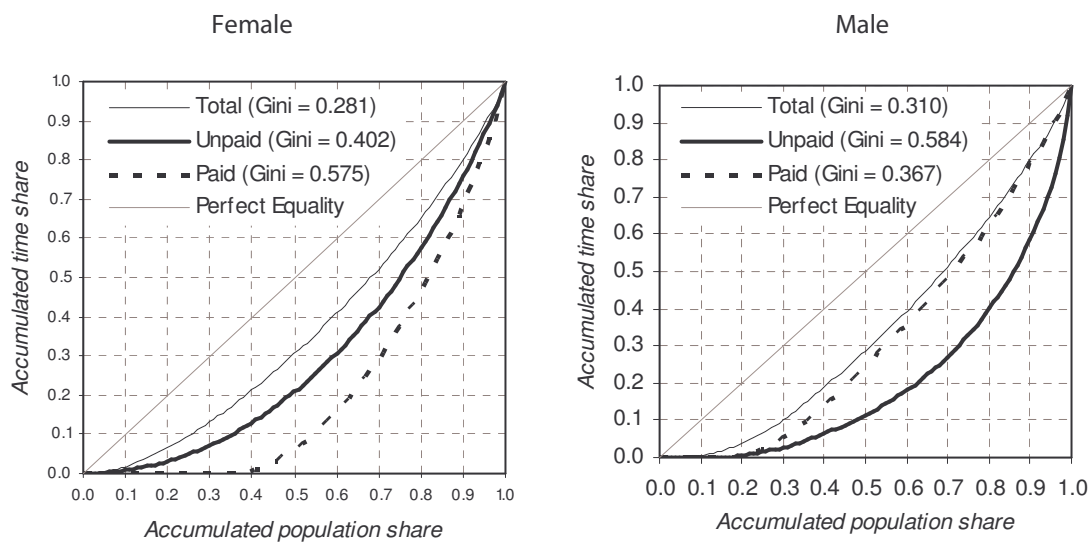 Female
1.0
0.9
0.8
0.7
0.6
0.5
0.4
0.3
0.2
0.1
0.0
Accumulated time share
Total (Gini = 0.281)
Unpaid (Gini = 0.402)
Paid (Gini = 0.575)
Perfect Equality
0.0 0.1 0.2 0.3 0.4 0.5 0.6 0.7 0.8 0.9 1.0
Accumulated population share
Male
1.0
0.9
0.8
0.7
0.6
0.5
0.4
0.3
0.2
0.1
0.0
Accumulated time share
Total (Gini = 0.310)
Unpaid (Gini = 0.584)
Paid (Gini = 0.367)
Perfect Equality
0.0 0.1 0.2 0.3 0.4 0.5 0.6 0.7 0.8 0.9 1.0
Accumulated population share